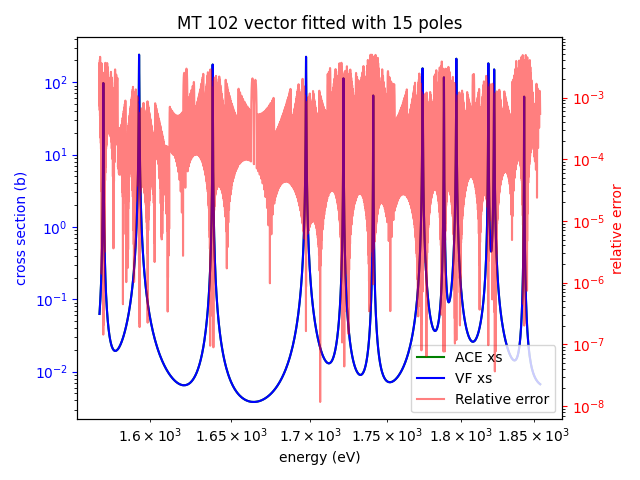 MT 102 vector fitted with 15 poles
cross section (b)
10²
10¹
10⁰
10⁻¹
10⁻²
relative error
10⁻³
10⁻⁴
10⁻⁵
10⁻⁶
10⁻⁷
10⁻⁸
ACE xs
VF xs
Relative error
1.6 × 10³ 1.65 × 10³ 1.7 × 10³ 1.75 × 10³ 1.8 × 10³ 1.85 × 10³
energy (eV)